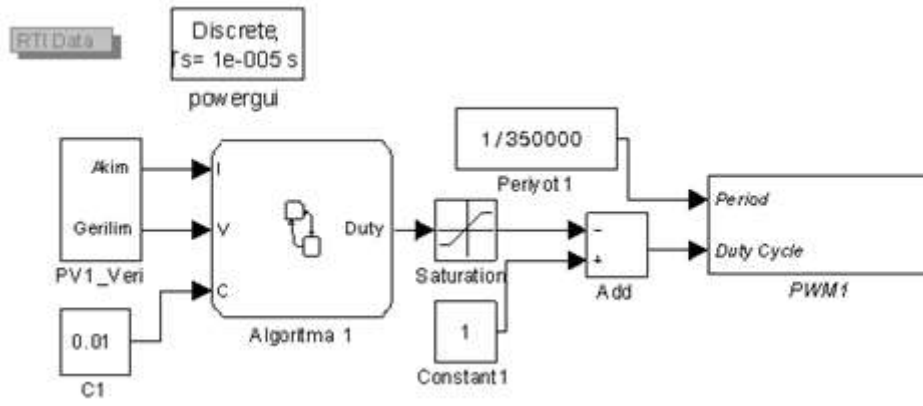 RTI Data
Discrete,
Ts= 1e-005 s
powergui
Akim
Gerilim
PV1_Veri
I
V
C
Duty
Algoritma 1
0.01
C1
Saturation
1
Constant1
1/350000
Periyot 1
-
+
Add
Period
Duty Cycle
PWM1